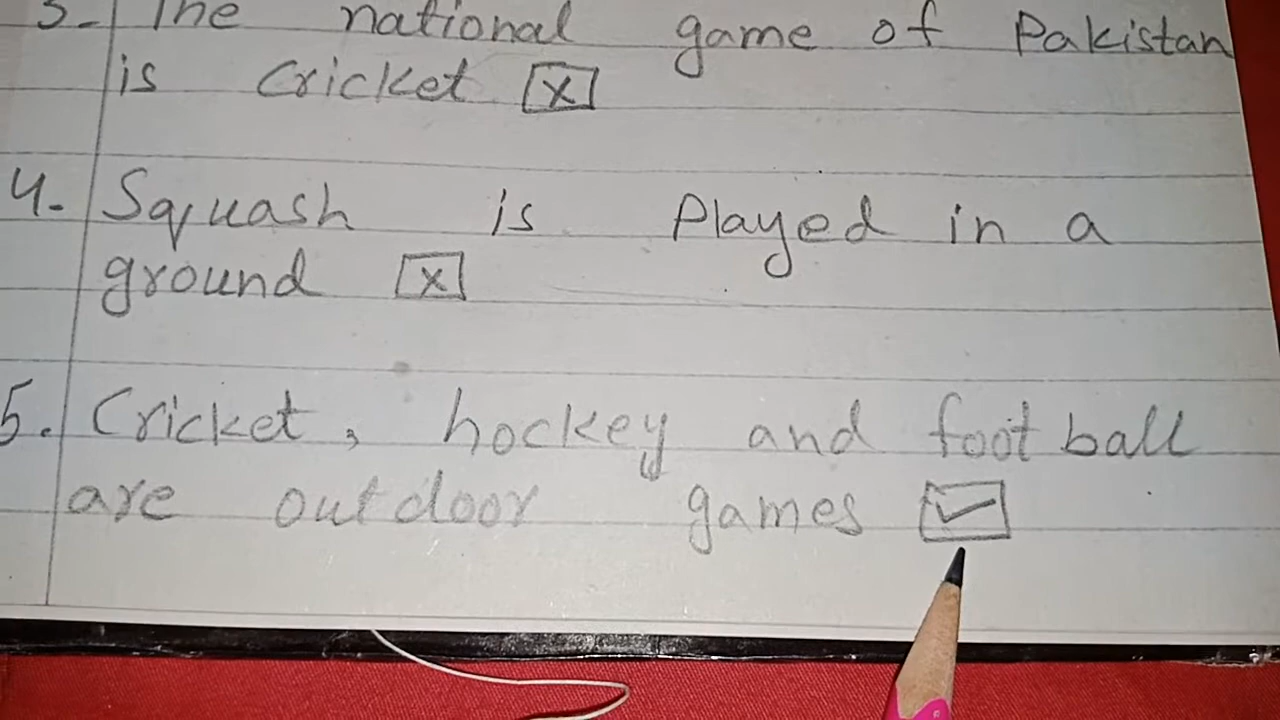 3. The national game of Pakistan
is Cricket [x]
4. Squash is Played in a
ground [x]
5. Cricket, hockey and foot ball
are outdoor games [✓]